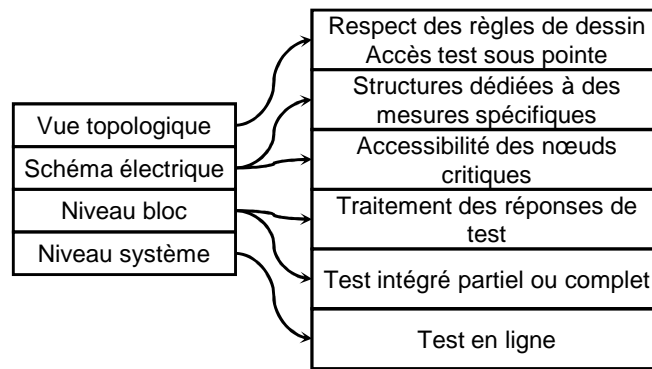 Vue topologique
Schéma électrique
Niveau bloc
Niveau système
Respect des règles de dessin
Accès test sous pointe
Structures dédiées à des
mesures spécifiques
Accessibilité des nœuds
critiques
Traitement des réponses de
test
Test intégré partiel ou complet
Test en ligne